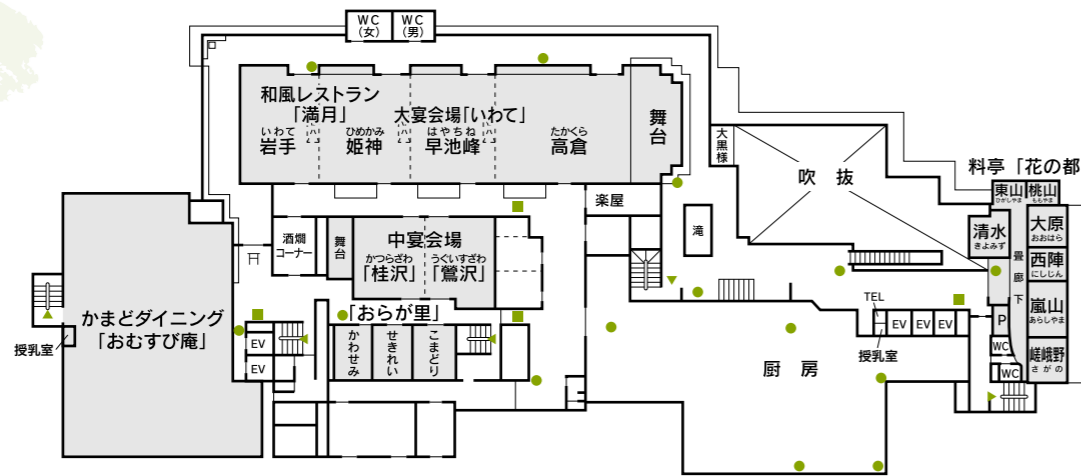 WC
（女）
WC
（男）
和風レストラン
「満月」
大宴会場「いわて」
いわて
岩手
ひめかみ
姫神
はやちね
早池峰
たかくら
高倉
舞台
大黒様
吹 抜
料亭 「花の都
東山
ひがしやま
桃山
ももやま
清水
きよみず
大原
おおはら
西陣
にしじん
嵐山
あらしやま
嵯峨野
さがの
畳廊下
P
WC
WC
楽屋
滝
酒燗
コーナー
舞台
中宴会場
かつらざわ
「桂沢」
うぐいすざわ
「鶯沢」
「おらが里」
かわせみ
せきれい
こまどり
かまどダイニング
「おむすび庵」
授乳室
EV
EV
TEL
EV
EV
EV
授乳室
厨 房